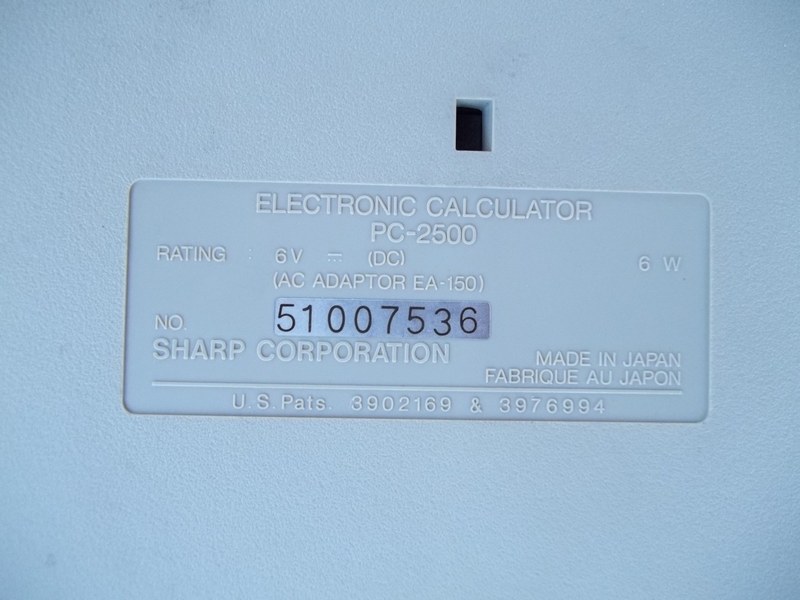 ELECTRONIC CALCULATOR
PC-2500
RATING : 6V ⎓ (DC) 6 W
(AC ADAPTOR EA-150)
NO. 51007536
SHARP CORPORATION
MADE IN JAPAN
FABRIQUE AU JAPON
U.S.Pats. 3902169 & 3976994